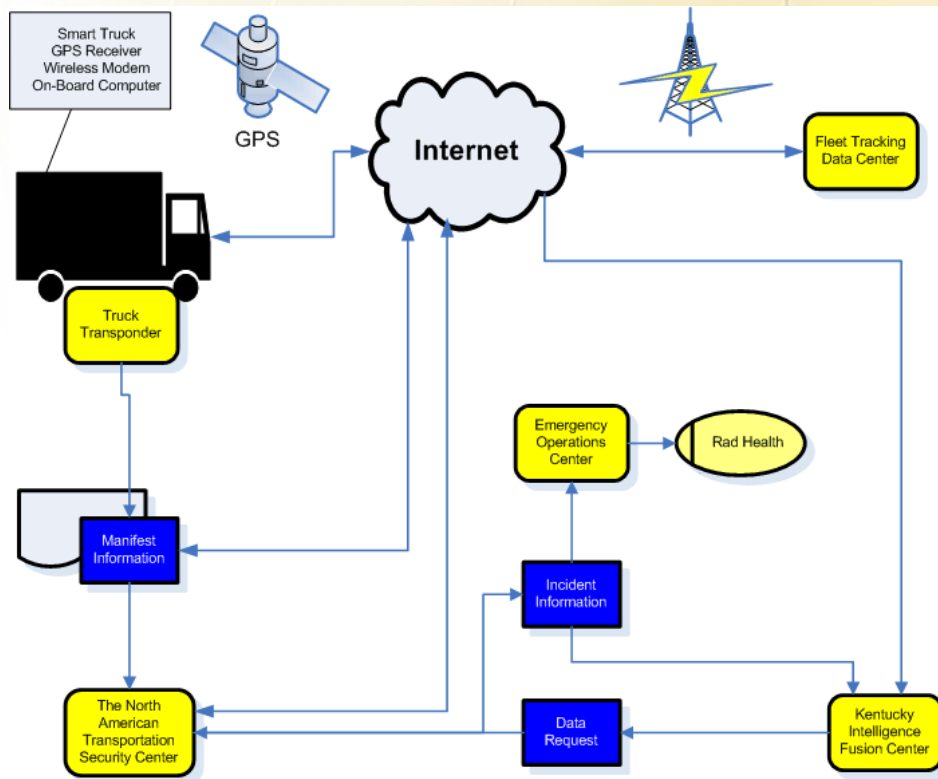 Smart Truck
GPS Receiver
Wireless Modem
On-Board Computer
GPS
Internet
Fleet Tracking
Data Center
Truck
Transponder
Emergency
Operations
Center
Rad Health
Manifest
Information
Incident
Information
The North
American
Transportation
Security Center
Data
Request
Kentucky
Intelligence
Fusion Center